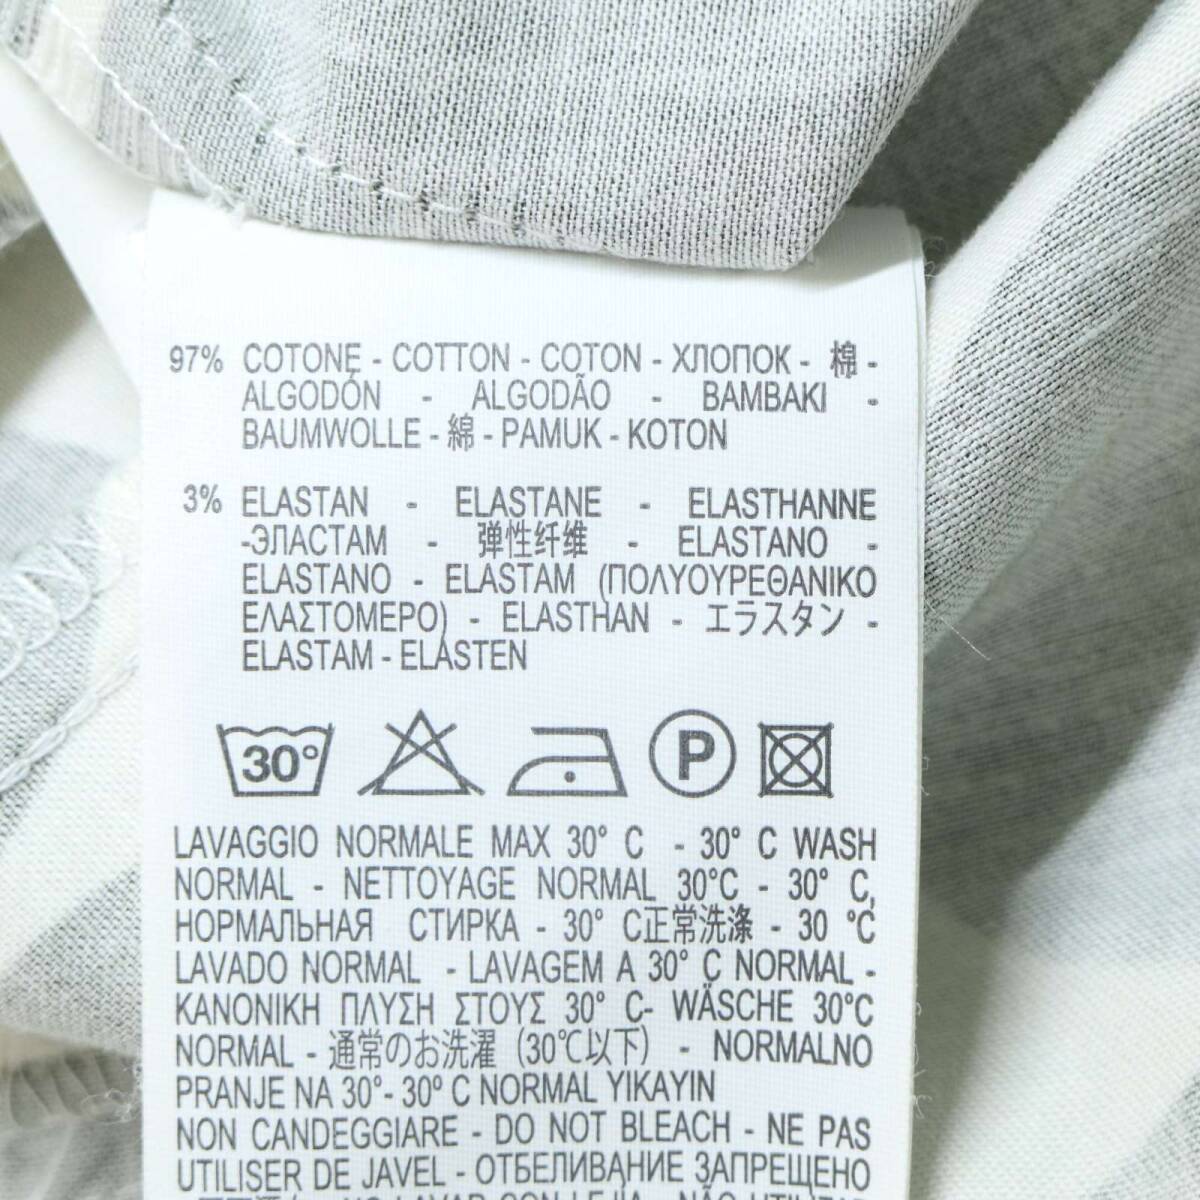 97% COTONE - COTTON - COTON - ХЛОПОК - 棉 -
ALGODÓN - ALGODÃO - BAMBAKI -
BAUMWOLLE - 綿 - PAMUK - KOTON
3% ELASTAN - ELASTANE - ELASTHANNE
-ЭЛАСТАМ - 弹性纤维 - ELASTANO -
ELASTANO - ELASTAM (ΠΟΛΥΟΥΡΕΘΑΝΙΚΟ
ΕΛΑΣΤΟΜΕΡΟ) - ELASTHAN - エラスタン -
ELASTAM - ELASTEN
30° P
LAVAGGIO NORMALE MAX 30° C - 30° C WASH
NORMAL - NETTOYAGE NORMAL 30°C - 30° C,
НОРМАЛЬНАЯ СТИРКА - 30° C正常洗涤 - 30 °C
LAVADO NORMAL - LAVAGEM A 30° C NORMAL -
ΚΑΝΟΝΙΚΗ ΠΛΥΣΗ ΣΤΟΥΣ 30° C- WÄSCHE 30°C
NORMAL - 通常のお洗濯 (30℃以下) - NORMALNO
PRANJE NA 30°- 30° C NORMAL YIKAYIN
NON CANDEGGIARE - DO NOT BLEACH - NE PAS
UTILISER DE JAVEL - ОТБЕЛИВАНИЕ ЗАПРЕЩЕНО